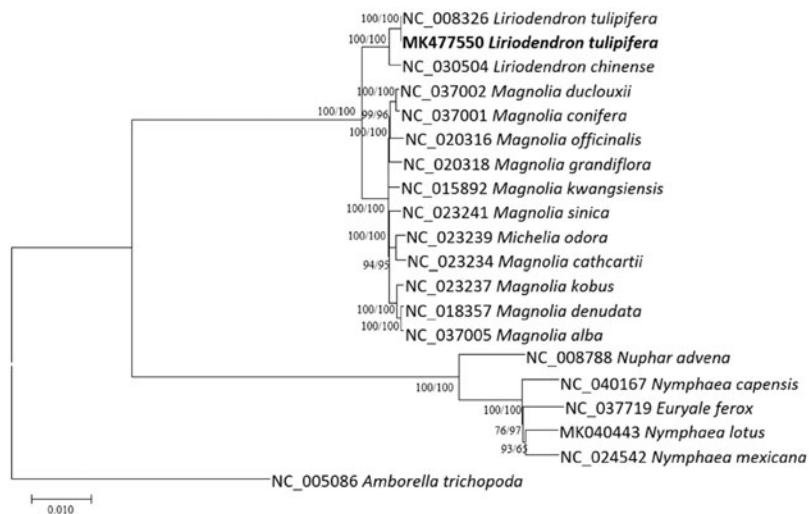 100/100
NC_008326 Liriodendron tulipifera
100/100
MK477550 Liriodendron tulipifera
NC_030504 Liriodendron chinense
100/100
NC_037002 Magnolia duclouxii
100/100
99/96
NC_037001 Magnolia conifera
100/100
NC_020316 Magnolia officinalis
NC_020318 Magnolia grandiflora
NC_015892 Magnolia kwangsiensis
100/100
NC_023241 Magnolia sinica
100/100
NC_023239 Michelia odora
94/95
NC_023234 Magnolia cathcartii
NC_023237 Magnolia kobus
100/100
NC_018357 Magnolia denudata
100/100
NC_037005 Magnolia alba
NC_008788 Nuphar advena
100/100
NC_040167 Nymphaea capensis
100/100
NC_037719 Euryale ferox
76/97
MK040443 Nymphaea lotus
93/65
NC_024542 Nymphaea mexicana
NC_005086 Amborella trichopoda
0.010